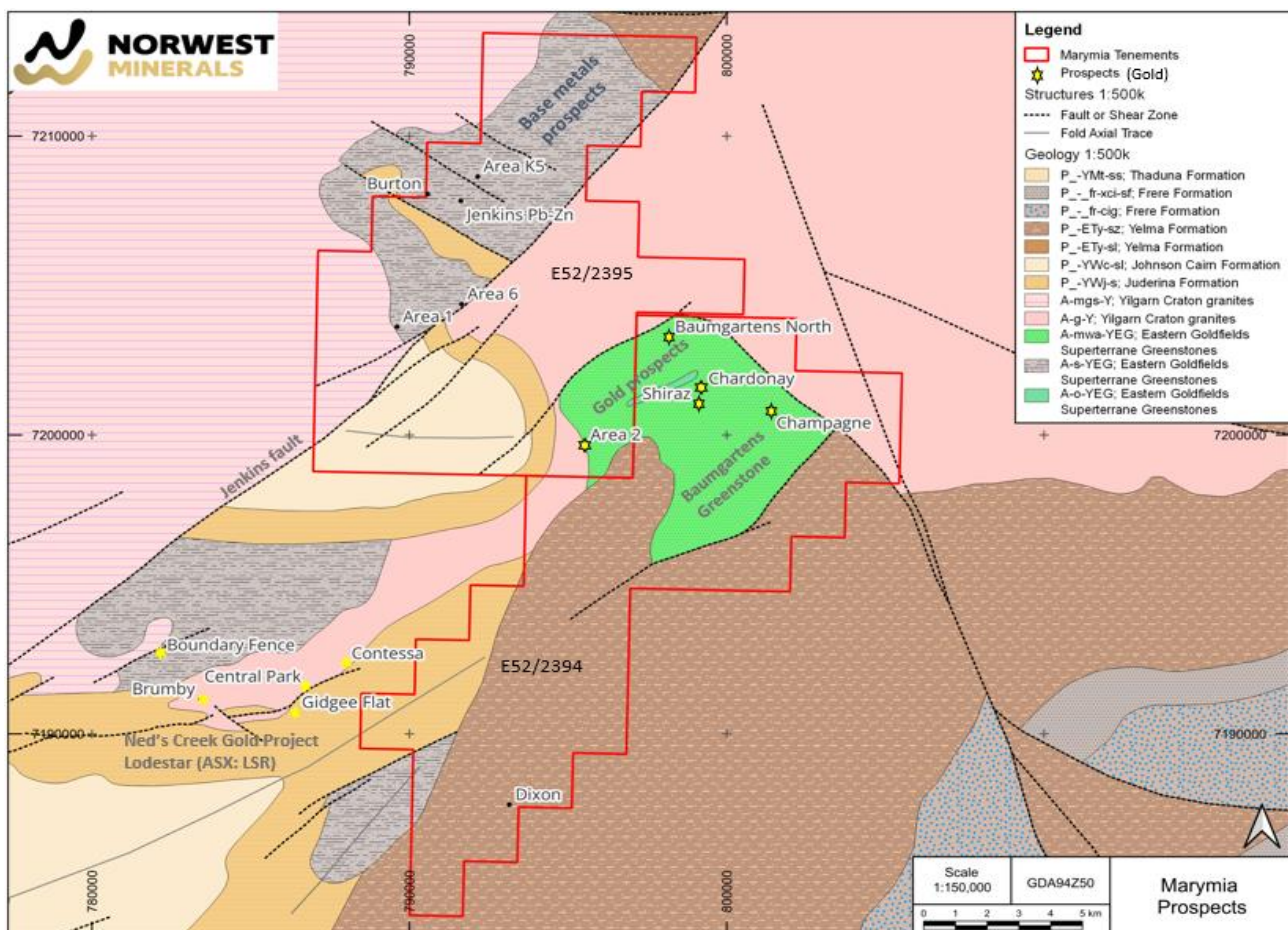 NORWEST
MINERALS
790000
800000
7210000
Base metals
prospects
Area K5
Burton
Jenkins Pb-Zn
E52/2395
Area 6
Area 1
Baumgartens North
Gold prospects
Chardonay
Shiraz
Champagne
Area 2
7200000
7200000
Jenkins fault
Baumgartens
Greenstone
Boundary Fence
Contessa
Central Park
E52/2394
Brumby
Gidgee Flat
7190000
7190000
Ned's Creek Gold Project
Lodestar (ASX: LSR)
Dixon
780000
790000
800000
Legend
Marymia Tenements
Prospects (Gold)
Structures 1:500k
Fault or Shear Zone
Fold Axial Trace
Geology 1:500k
P_-YMt-ss; Thaduna Formation
P_-_fr-xci-sf; Frere Formation
P_-_fr-cig; Frere Formation
P_-ETy-sz; Yelma Formation
P_-ETy-sl; Yelma Formation
P_-YWc-sl; Johnson Cairn Formation
P_-YWj-s; Juderina Formation
A-mgs-Y; Yilgarn Craton granites
A-g-Y; Yilgarn Craton granites
A-mwa-YEG; Eastern Goldfields
Superterrane Greenstones
A-s-YEG; Eastern Goldfields
Superterrane Greenstones
A-o-YEG; Eastern Goldfields
Superterrane Greenstones
Scale
1:150,000
GDA94Z50
0 1 2 3 4 5 km
Marymia
Prospects